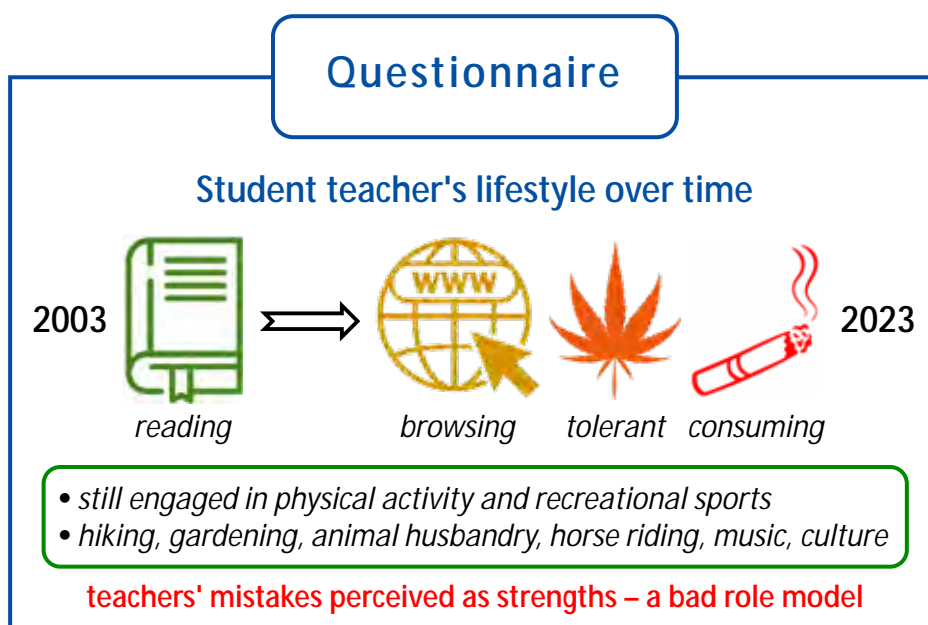 Questionnaire
Student teacher's lifestyle over time
2003
WWW
2023
reading
browsing
tolerant
consuming
• still engaged in physical activity and recreational sports
• hiking, gardening, animal husbandry, horse riding, music, culture
teachers' mistakes perceived as strengths – a bad role model